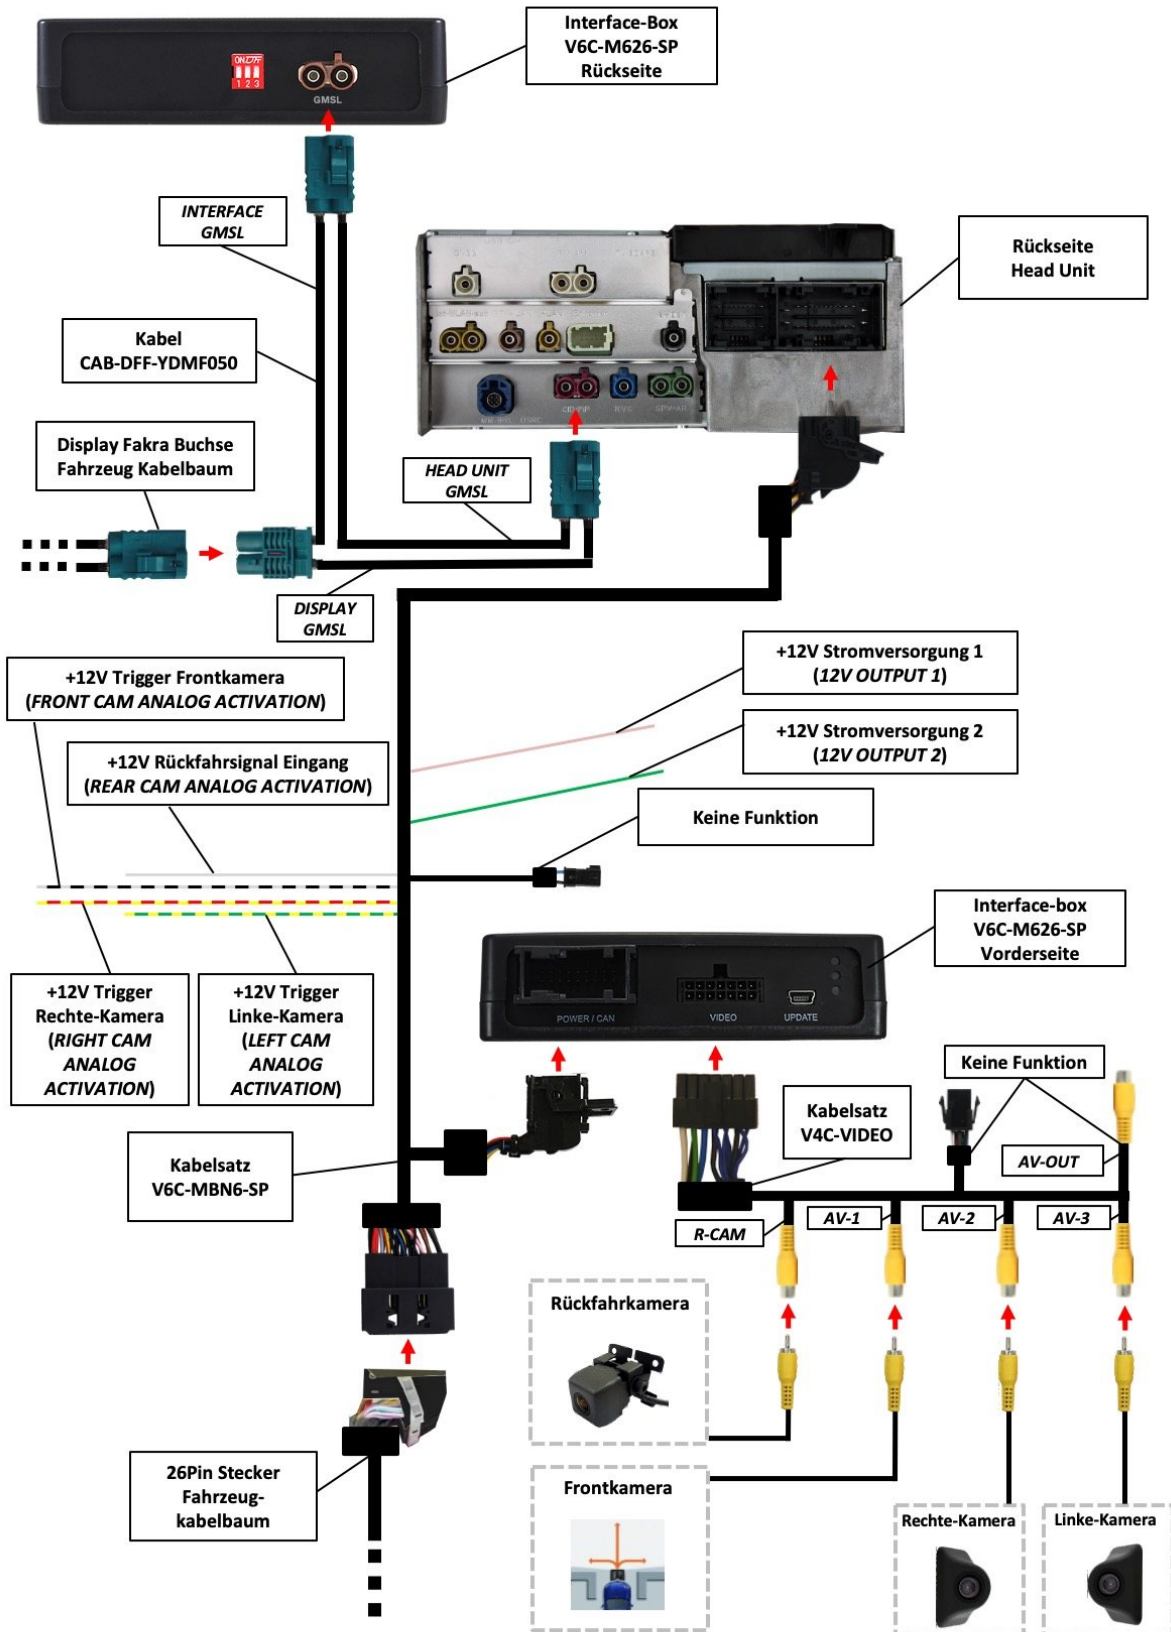 Interface-Box
V6C-M626-SP
Rückseite
ON
1 2 3
GMSL
INTERFACE
GMSL
Rückseite
Head Unit
Kabel
CAB-DFF-YDMF050
Display Fakra Buchse
Fahrzeug Kabelbaum
HEAD UNIT
GMSL
DISPLAY
GMSL
+12V Trigger Frontkamera
(FRONT CAM ANALOG ACTIVATION)
+12V Stromversorgung 1
(12V OUTPUT 1)
+12V Rückfahrsignal Eingang
(REAR CAM ANALOG ACTIVATION)
+12V Stromversorgung 2
(12V OUTPUT 2)
Keine Funktion
Interface-box
V6C-M626-SP
Vorderseite
+12V Trigger
Rechte-Kamera
(RIGHT CAM
ANALOG
ACTIVATION)
+12V Trigger
Linke-Kamera
(LEFT CAM
ANALOG
ACTIVATION)
POWER / CAN
VIDEO
UPDATE
Keine Funktion
Kabelsatz
V4C-VIDEO
AV-OUT
Kabelsatz
V6C-MBN6-SP
R-CAM
AV-1
AV-2
AV-3
Rückfahrkamera
26Pin Stecker
Fahrzeug-
kabelbaum
Frontkamera
Rechte-Kamera
Linke-Kamera